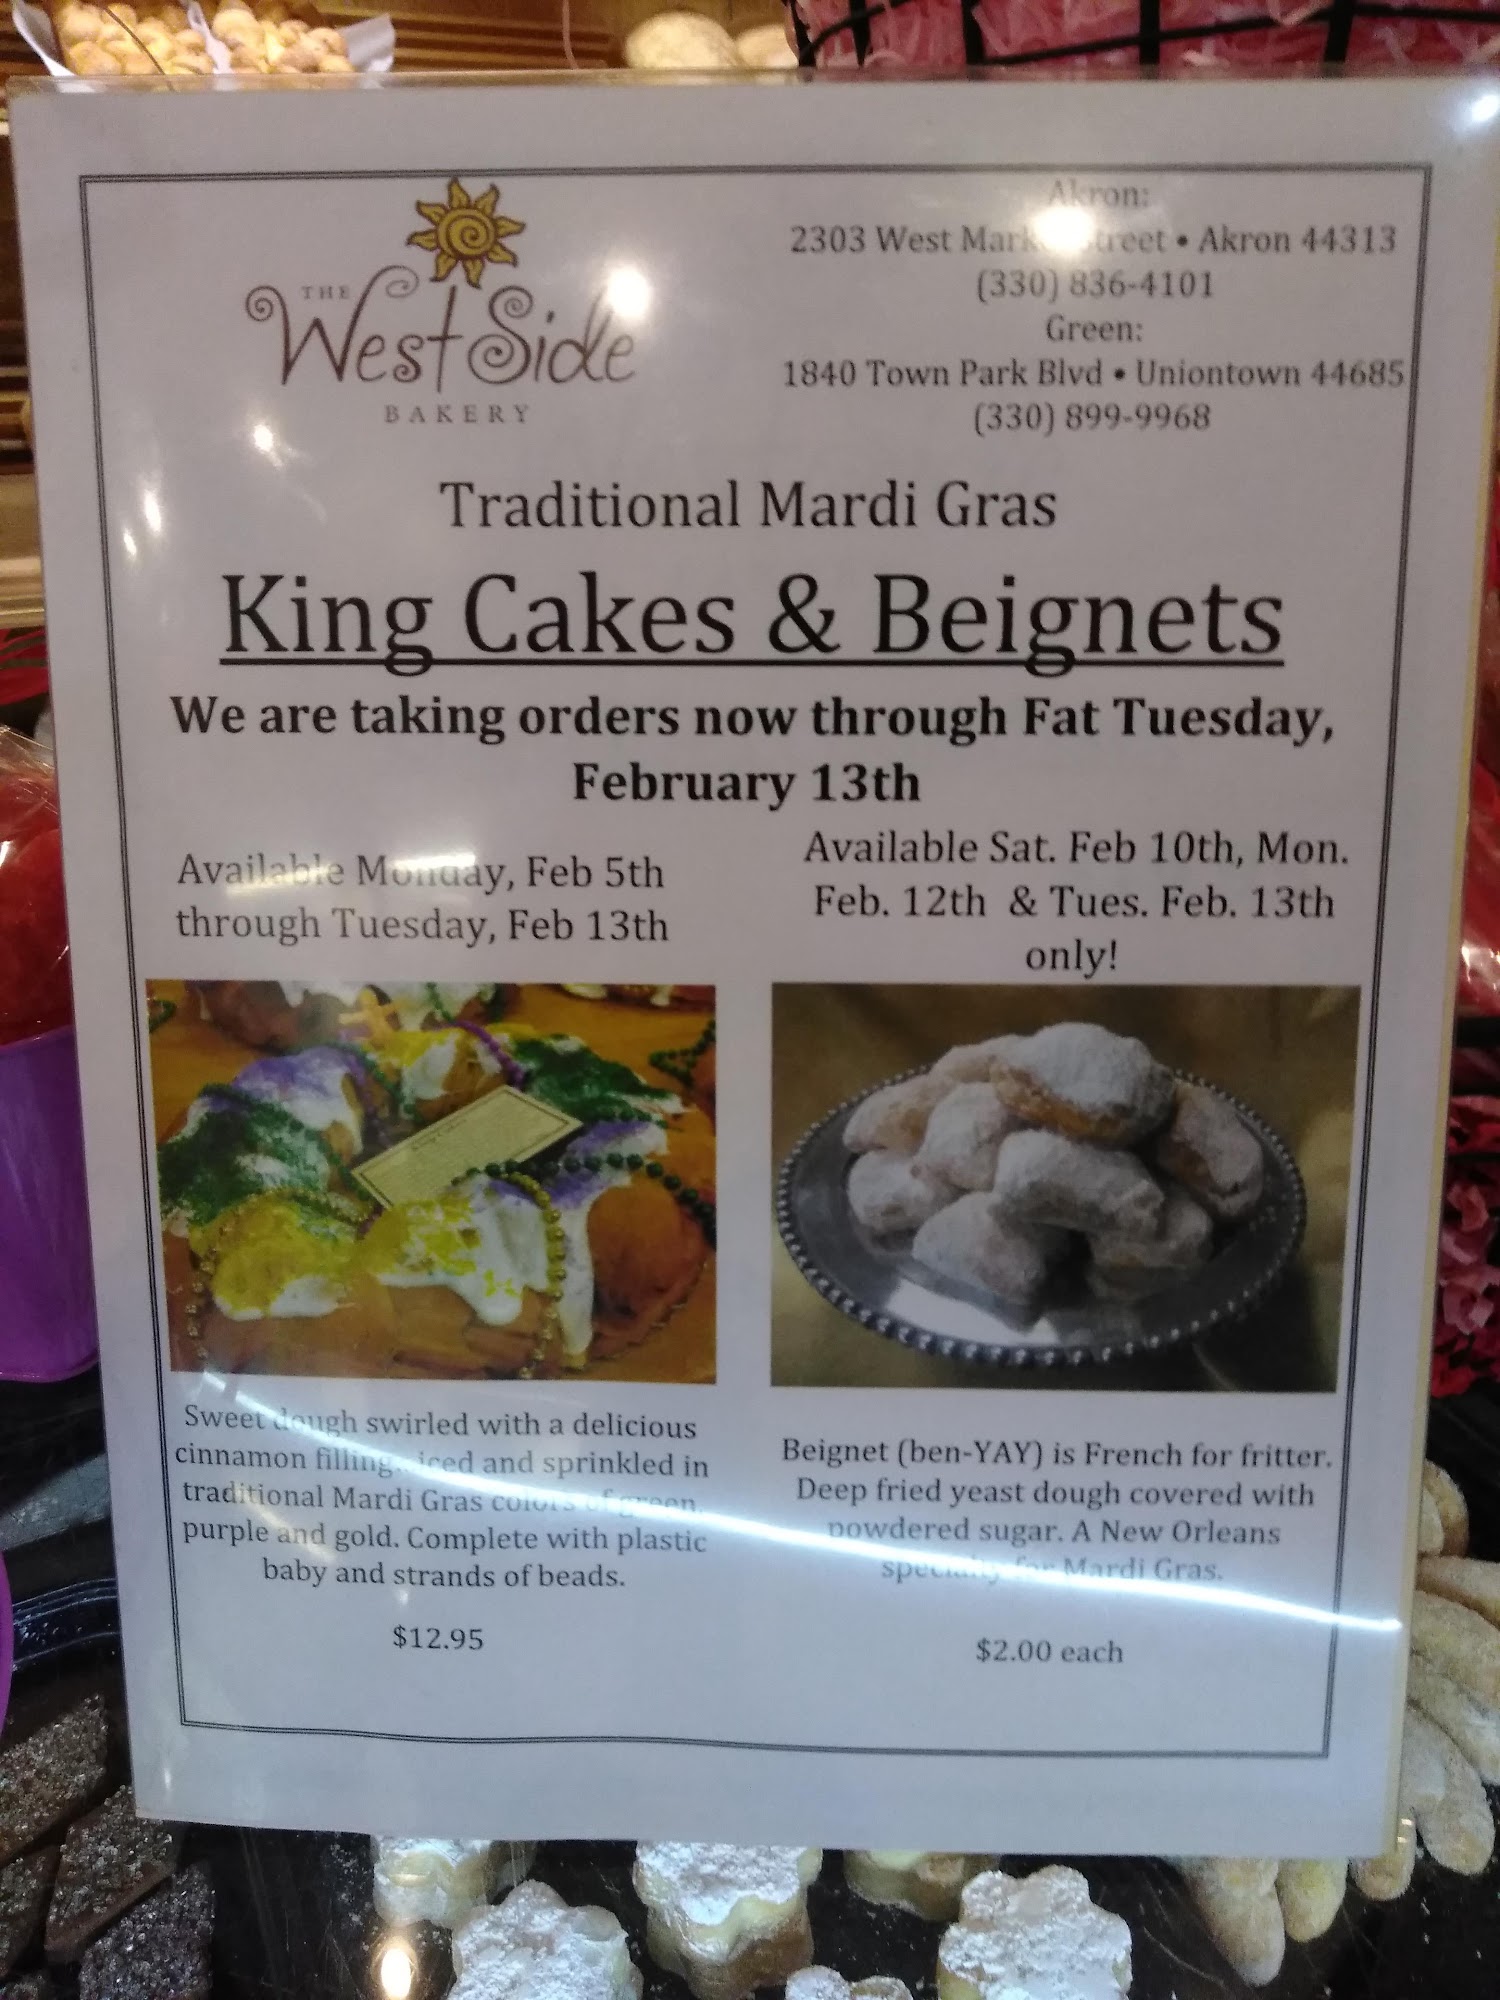 THE
West Side
BAKERY
Akron:
2303 West Market Street • Akron 44313
(330) 836-4101
Green:
1840 Town Park Blvd • Uniontown 44685
(330) 899-9968
Traditional Mardi Gras
King Cakes & Beignets
We are taking orders now through Fat Tuesday,
February 13th
Available Monday, Feb 5th
through Tuesday, Feb 13th
Sweet dough swirled with a delicious
cinnamon filling...iced and sprinkled in
traditional Mardi Gras colors of green,
purple and gold. Complete with plastic
baby and strands of beads.
$12.95
Available Sat. Feb 10th, Mon.
Feb. 12th & Tues. Feb. 13th
only!
Beignet (ben-YAY) is French for fritter.
Deep fried yeast dough covered with
powdered sugar. A New Orleans
specialty for Mardi Gras.
$2.00 each